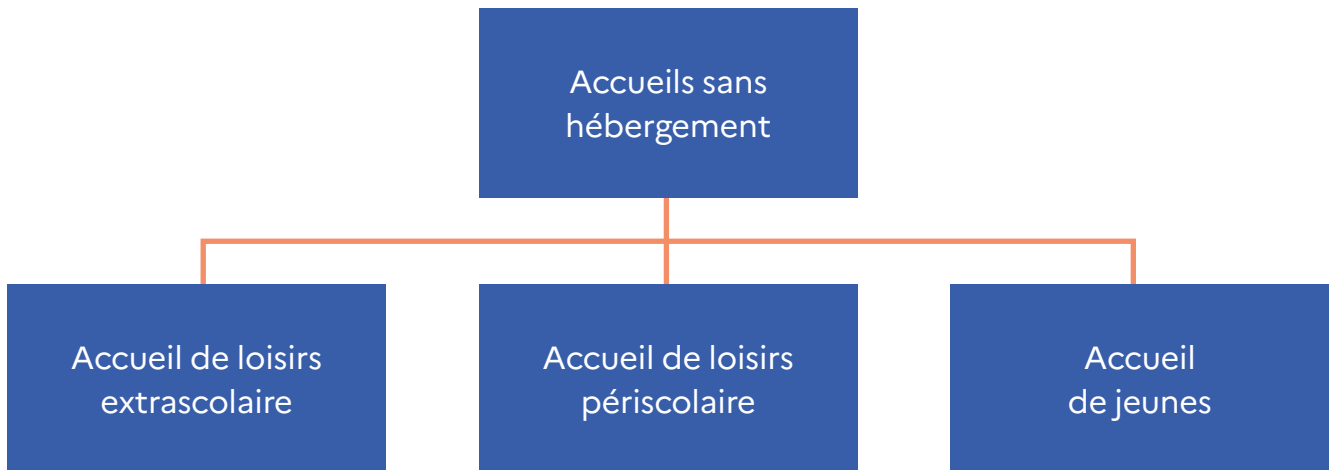 Accueils sans
hébergement
Accueil de loisirs
extrascolaire
Accueil de loisirs
périscolaire
Accueil
de jeunes